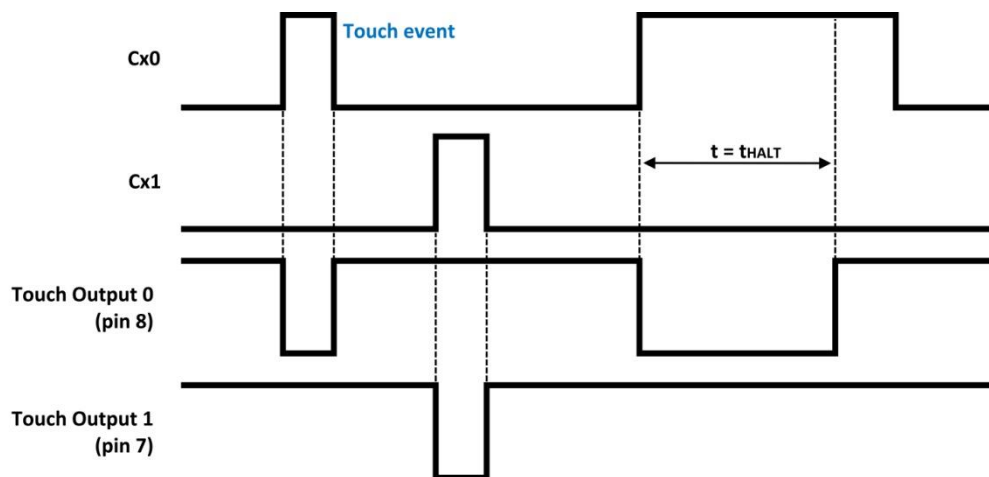 Touch event
Cx0
t = tHALT
Cx1
Touch Output 0
(pin 8)
Touch Output 1
(pin 7)